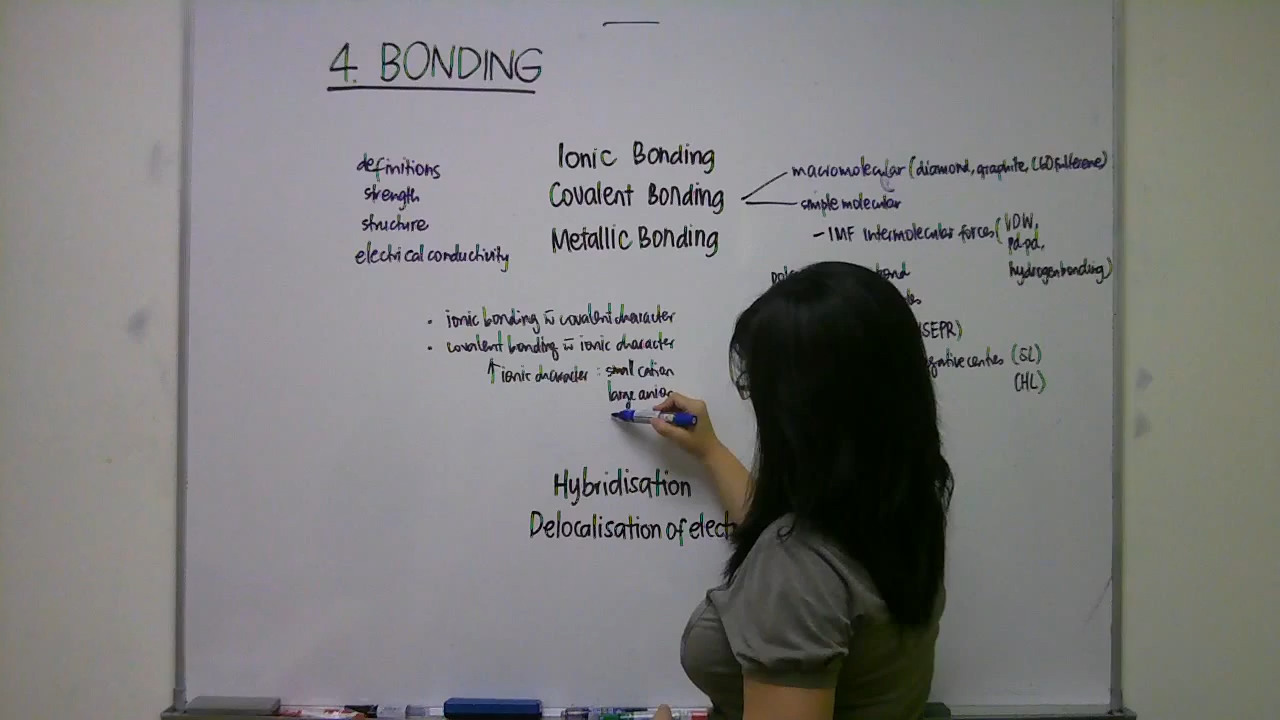 4. BONDING
definitions
strength
structure
electrical conductivity
Ionic Bonding
Covalent Bonding
Metallic Bonding
macromolecular (diamond, graphite, C60 fullerene)
simple molecular
- IMF intermolecular forces (VDW,
pd-pd,
hydrogen bonding)
• ionic bonding w̄ covalent character
• covalent bonding w̄ ionic character
↑ ionic character : small cation
large anion
(SL)
(HL)
Hybridisation
Delocalisation of elect